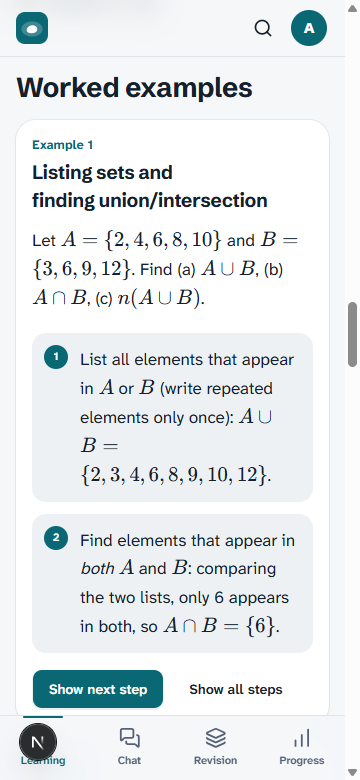 A
Worked examples
Example 1
Listing sets and
finding union/intersection
Let A = {2, 4, 6, 8, 10} and B =
{3, 6, 9, 12}. Find (a) A ∪ B, (b)
A ∩ B, (c) n(A ∪ B).
1
List all elements that appear
in A or B (write repeated
elements only once): A ∪
B =
{2, 3, 4, 6, 8, 9, 10, 12}.
2
Find elements that appear in
both A and B: comparing
the two lists, only 6 appears
in both, so A ∩ B = {6}.
Show next step Show all steps
N
Learning Chat Revision Progress